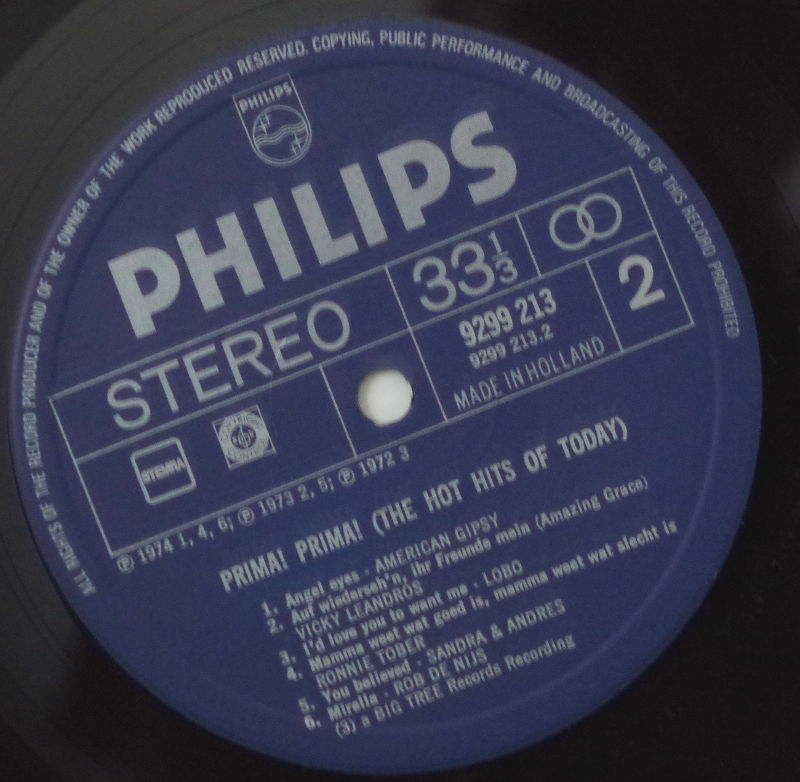 ALL RIGHTS OF THE RECORD PRODUCER AND OF THE OWNER OF THE WORK REPRODUCED RESERVED. COPYING, PUBLIC PERFORMANCE AND BROADCASTING OF THIS RECORD PROHIBITED
PHILIPS
PHILIPS
STEREO
33 1/3
9299 213
9299 213.2
2
MADE IN HOLLAND
STEMRA
℗ 1974 1, 4, 6; ℗ 1973 2, 5; ℗ 1972 3
PRIMA! PRIMA! (THE HOT HITS OF TODAY)
1. Angel eyes · AMERICAN GIPSY
2. Auf wiederseh'n, ihr Freunde mein (Amazing Grace)
VICKY LEANDROS
3. I'd love you to want me · LOBO
4. Mamma weet wat goed is, mamma weet wat slecht is
RONNIE TOBER
5. You believed · SANDRA & ANDRES
6. Mirella · ROB DE NIJS
(3) a BIG TREE Records Recording